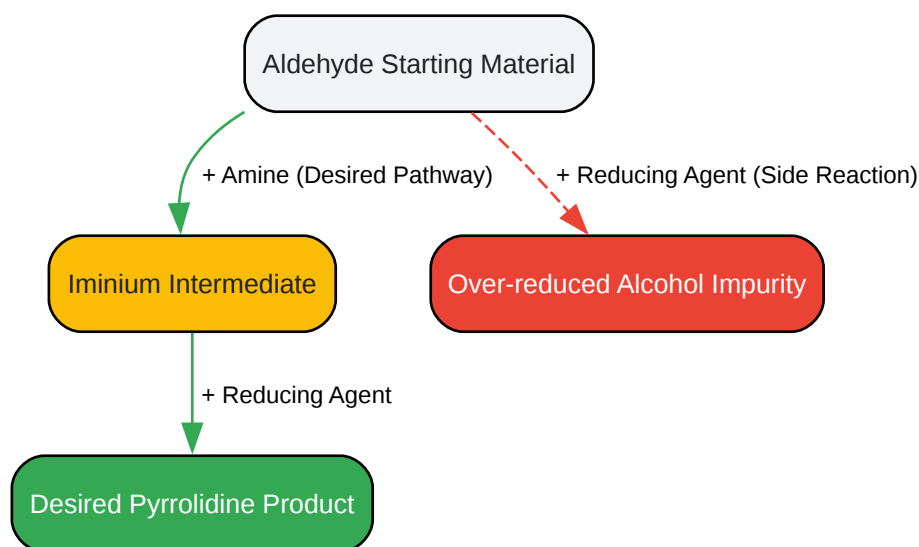 Aldehyde Starting Material
+ Amine (Desired Pathway)
+ Reducing Agent (Side Reaction)
Iminium Intermediate
Over-reduced Alcohol Impurity
+ Reducing Agent
Desired Pyrrolidine Product